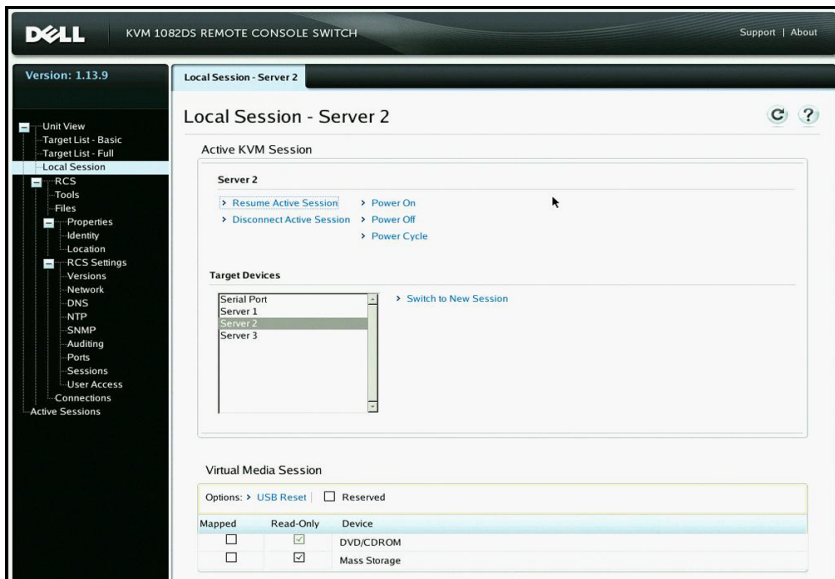 DELL
KVM 1082DS REMOTE CONSOLE SWITCH
Support | About
Version: 1.13.9
Unit View
Target List - Basic
Target List - Full
Local Session
RCS
Tools
Files
Properties
Identity
Location
RCS Settings
Versions
Network
DNS
NTP
SNMP
Auditing
Ports
Sessions
User Access
Connections
Active Sessions
Local Session - Server 2
Local Session - Server 2
Active KVM Session
Server 2
Resume Active Session
Power On
Disconnect Active Session
Power Off
Power Cycle
Target Devices
Serial Port
Server 1
Server 2
Server 3
Switch to New Session
Virtual Media Session
Options: USB Reset | Reserved
Mapped Read-Only Device
DVD/CDROM
Mass Storage